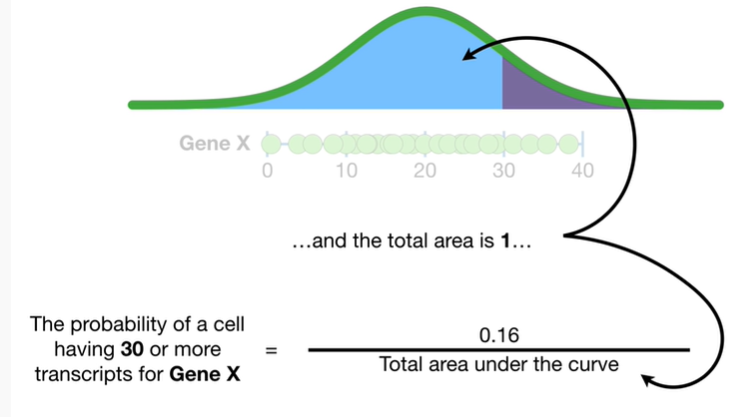 Gene X
0 10 20 30 40
...and the total area is 1...
The probability of a cell
having 30 or more
transcripts for Gene X
=
0.16
Total area under the curve